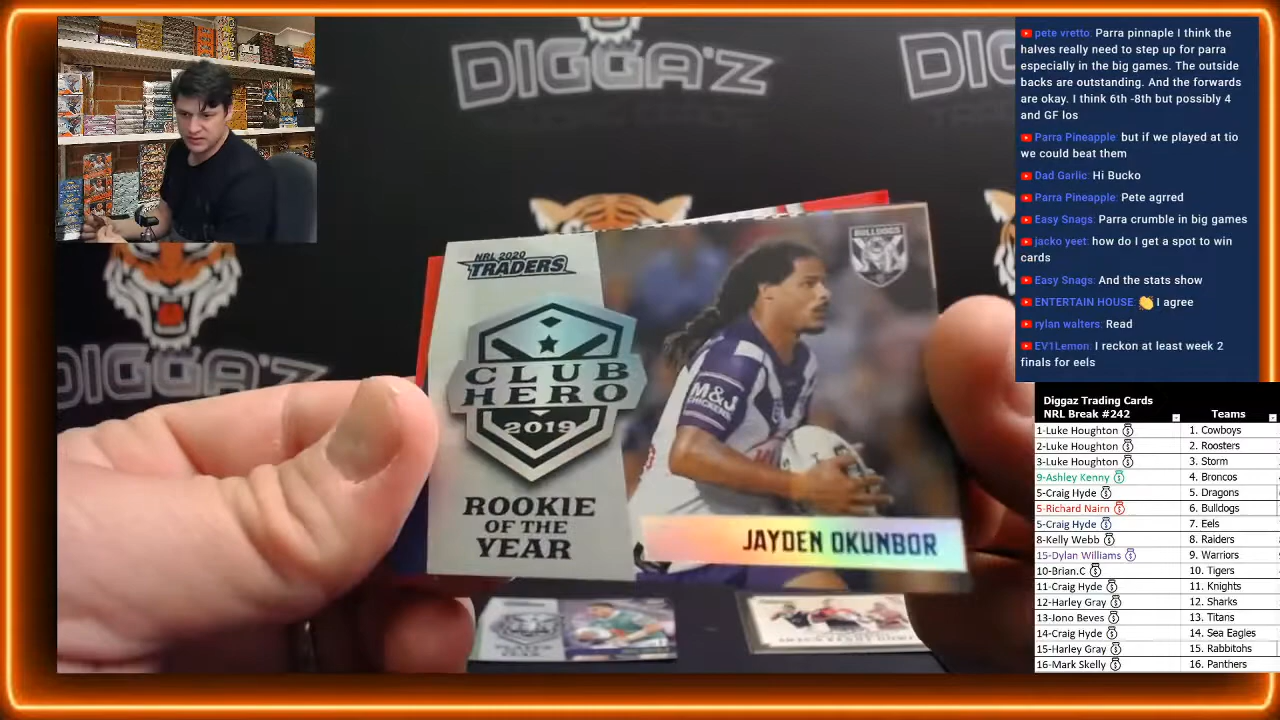 DIGGA'Z
DIGG
DIGGA'Z
NRL 2020
TRADERS
CLUB
HERO
2019
ROOKIE
OF THE
YEAR
BULLDOGS
M&J
CHICKENS
JAYDEN OKUNBOR
pete vretto: Parra pinnaple I think the
halves really need to step up for parra
especially in the big games. The outside
backs are outstanding. And the forwards
are okay. I think 6th -8th but possibly 4
and GF los
Parra Pineapple: but if we played at tio
we could beat them
Dad Garlic: Hi Bucko
Parra Pineapple: Pete agrred
Easy Snags: Parra crumble in big games
jacko yeet: how do I get a spot to win
cards
Easy Snags: And the stats show
ENTERTAIN HOUSE: 👏 I agree
rylan walters: Read
EV1Lemon: I reckon at least week 2
finals for eels
Diggaz Trading Cards
NRL Break #242 Teams
1-Luke Houghton 1. Cowboys
2-Luke Houghton 2. Roosters
3-Luke Houghton 3. Storm
9-Ashley Kenny 4. Broncos
5-Craig Hyde 5. Dragons
5-Richard Nairn 6. Bulldogs
5-Craig Hyde 7. Eels
8-Kelly Webb 8. Raiders
15-Dylan Williams 9. Warriors
10-Brian.C 10. Tigers
11-Craig Hyde 11. Knights
12-Harley Gray 12. Sharks
13-Jono Beves 13. Titans
14-Craig Hyde 14. Sea Eagles
15-Harley Gray 15. Rabbitohs
16-Mark Skelly 16. Panthers